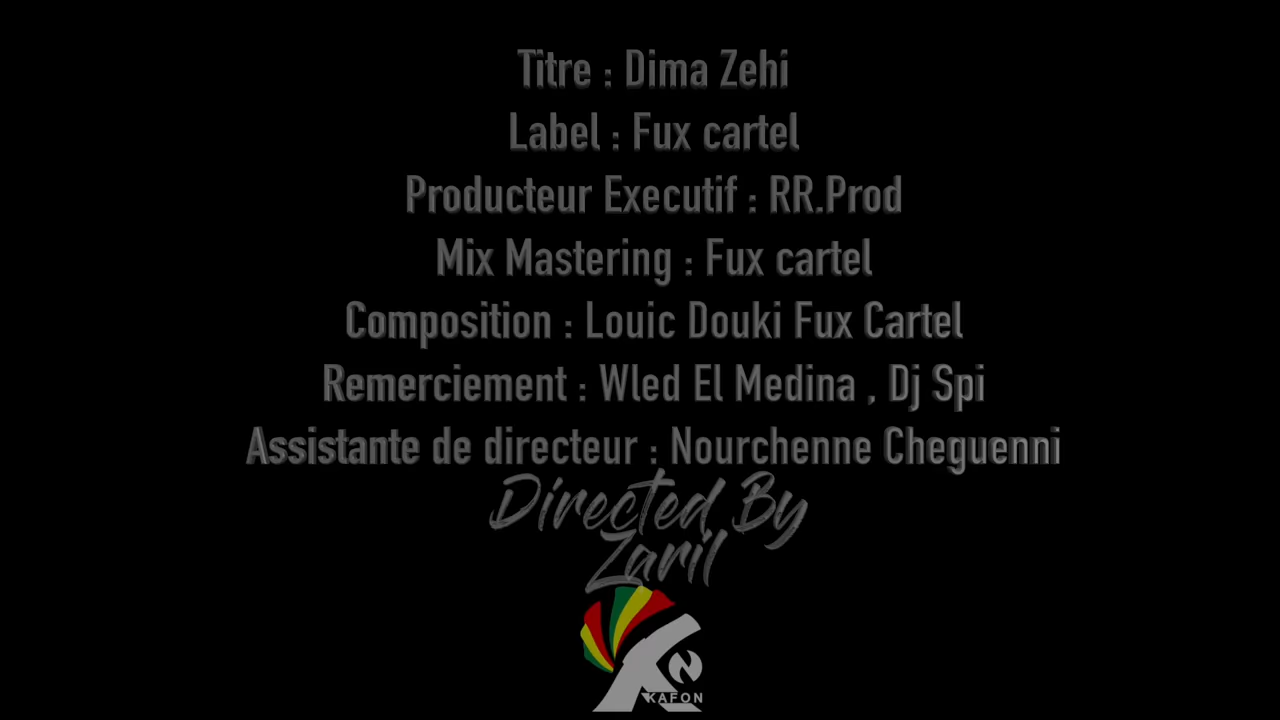 Titre : Dima Zehi
Label : Fux cartel
Producteur Executif : RR.Prod
Mix Mastering : Fux cartel
Composition : Louic Douki Fux Cartel
Remerciement : Wled El Medina , Dj Spi
Assistante de directeur : Nourchenne Cheguenni
Directed By
Zaril
KAFON